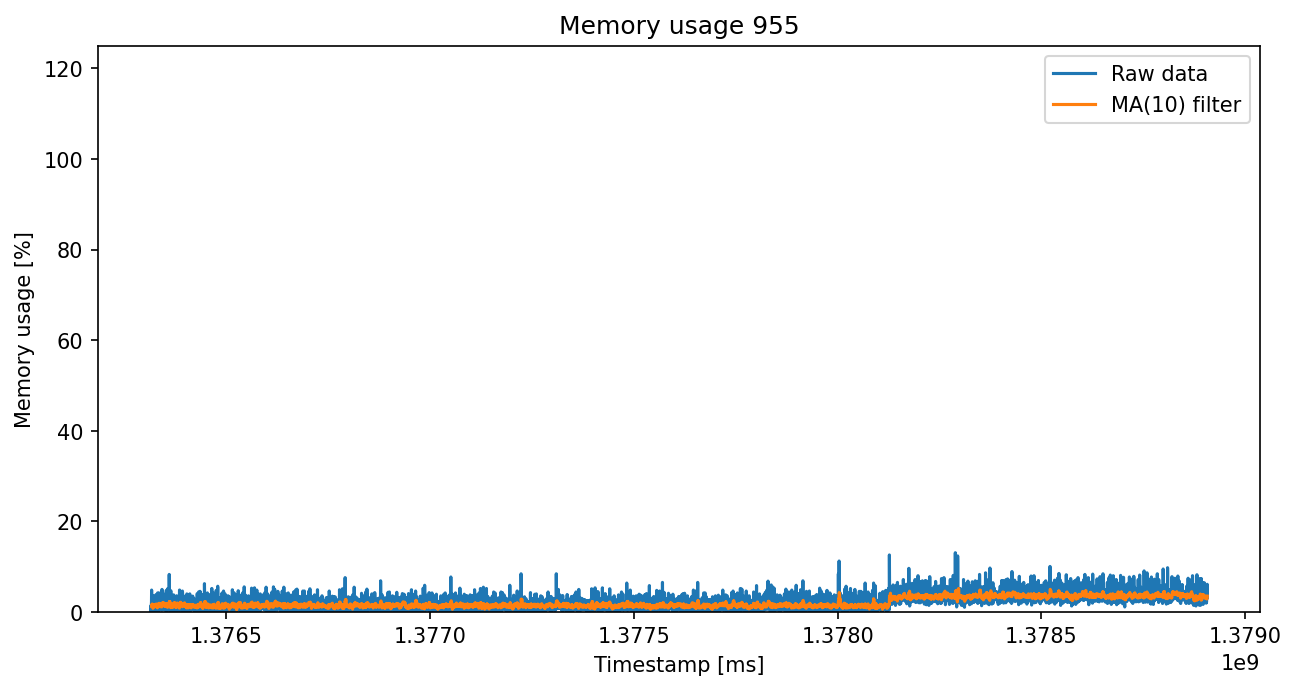 Memory usage 955
Raw data
MA(10) filter
120
100
80
60
40
20
0
Memory usage [%]
1.3765 1.3770 1.3775 1.3780 1.3785 1.3790
1e9
Timestamp [ms]